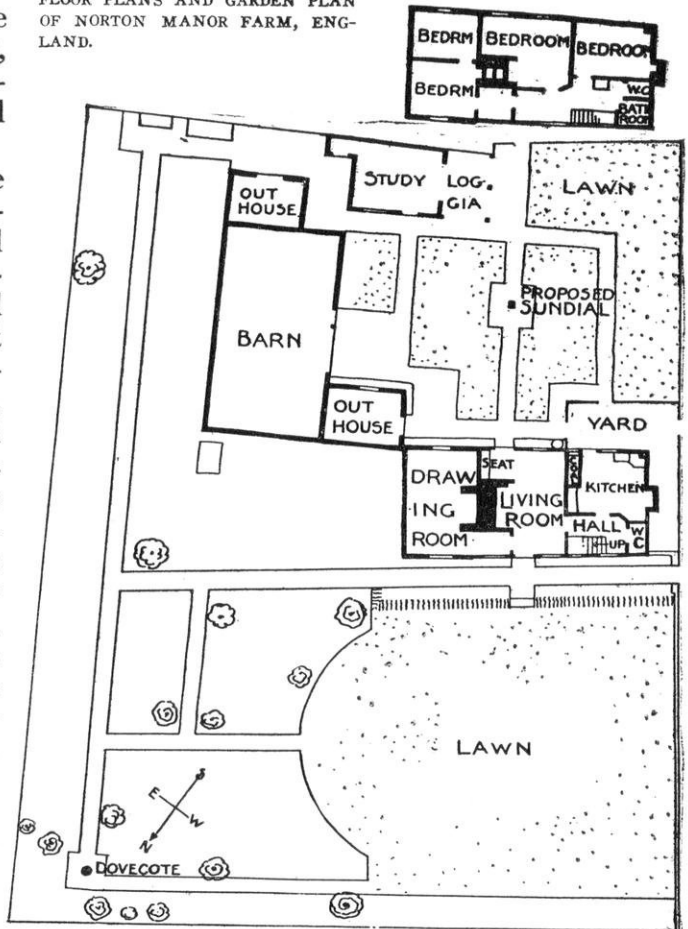 FLOOR PLANS AND GARDEN PLAN
OF NORTON MANOR FARM, ENG-
LAND.
BEDRM
BEDROOM
BEDROOM
BEDRM
W.C
BATH
ROOM
STUDY
LOG
GIA
LAWN
OUT
HOUSE
PROPOSED
SUNDIAL
BARN
OUT
HOUSE
YARD
DRAW
ING
ROOM
SEAT
LIVING
ROOM
KITCHEN
HALL
UP
W
C
LAWN
S
E
W
N
DOVECOTE